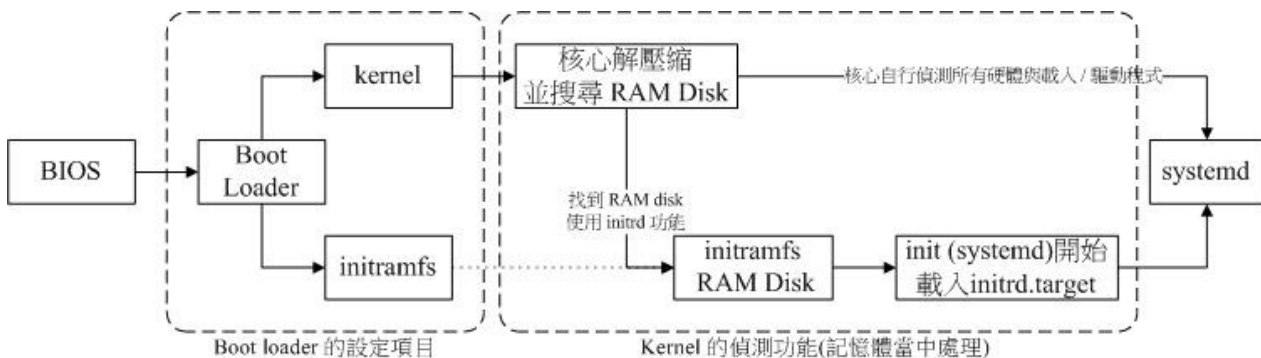 BIOS
Boot
Loader
kernel
initramfs
Boot loader 的設定項目
核心解壓縮
並搜尋 RAM Disk
核心自行偵測所有硬體與載入 / 驅動程式
找到 RAM disk
使用 initrd 功能
initramfs
RAM Disk
init (systemd)開始
載入initrd.target
Kernel 的偵測功能(記憶體當中處理)
systemd